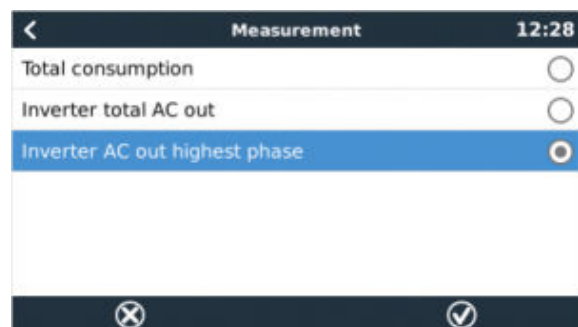 Measurement 12:28
Total consumption
Inverter total AC out
Inverter AC out highest phase